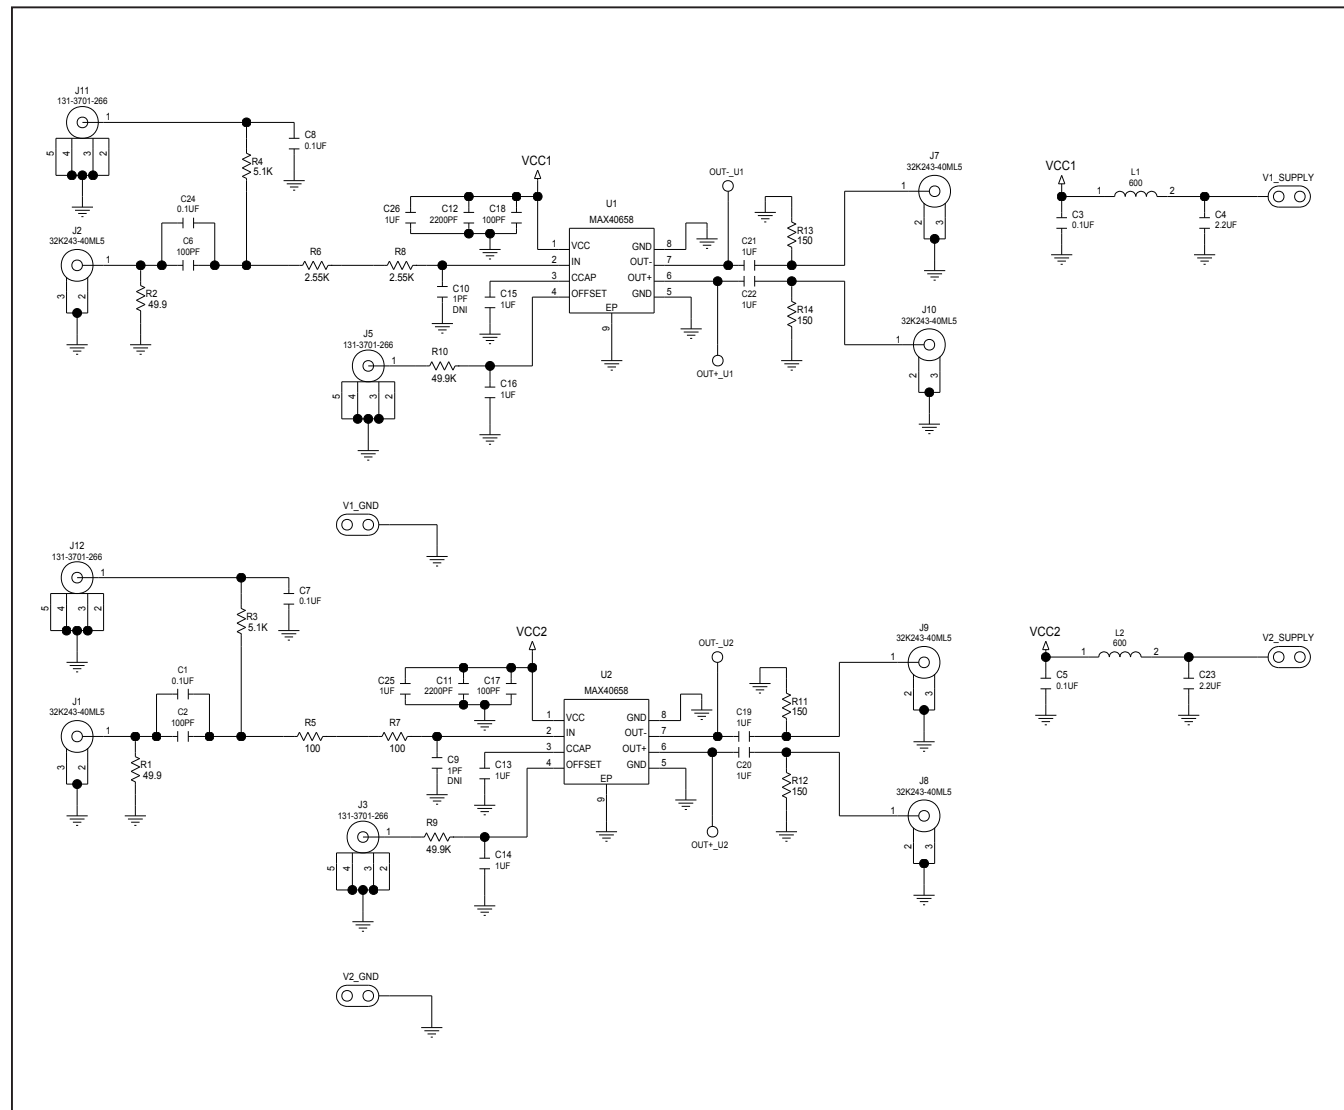 J11
131-3701-266
1
5
4
3
2
C8
0.1UF
R4
5.1K
C24
0.1UF
C6
100PF
J2
32K243-40ML5
1
3
2
R2
49.9
R6
2.55K
R8
2.55K
VCC1
C26
1UF
C12
2200PF
C18
100PF
C10
1PF
DNI
C15
1UF
U1
MAX40658
1
VCC
2
IN
3
CCAP
4
OFFSET
GND
8
OUT-
7
OUT+
6
GND
5
EP
9
J5
131-3701-266
1
5
4
3
2
R10
49.9K
C16
1UF
OUT-_U1
OUT+_U1
C21
1UF
C22
1UF
R13
150
R14
150
J7
32K243-40ML5
1
2
3
J10
32K243-40ML5
1
2
3
VCC1
C3
0.1UF
1
L1
600
2
C4
2.2UF
V1_SUPPLY
V1_GND
J12
131-3701-266
1
5
4
3
2
C7
0.1UF
R3
5.1K
C1
0.1UF
C2
100PF
J1
32K243-40ML5
1
3
2
R1
49.9
R5
100
R7
100
VCC2
C25
1UF
C11
2200PF
C17
100PF
C9
1PF
DNI
C13
1UF
U2
MAX40658
1
VCC
2
IN
3
CCAP
4
OFFSET
GND
8
OUT-
7
OUT+
6
GND
5
EP
9
J3
131-3701-266
1
5
4
3
2
R9
49.9K
C14
1UF
OUT-_U2
OUT+_U2
C19
1UF
C20
1UF
R11
150
R12
150
J9
32K243-40ML5
1
2
3
J8
32K243-40ML5
1
2
3
VCC2
C5
0.1UF
1
L2
600
2
C23
2.2UF
V2_SUPPLY
V2_GND